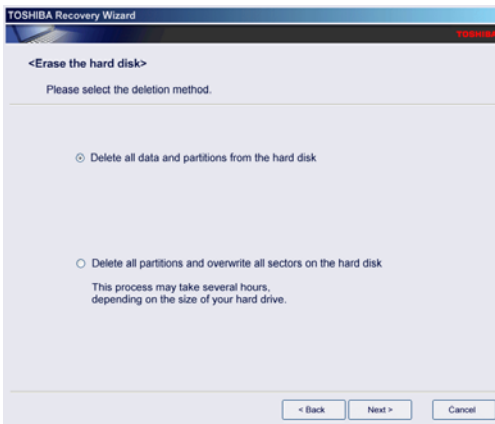 TOSHIBA Recovery Wizard
TOSHIBA
<Erase the hard disk>
Please select the deletion method.
Delete all data and partitions from the hard disk
Delete all partitions and overwrite all sectors on the hard disk
This process may take several hours,
depending on the size of your hard drive.
< Back Next > Cancel